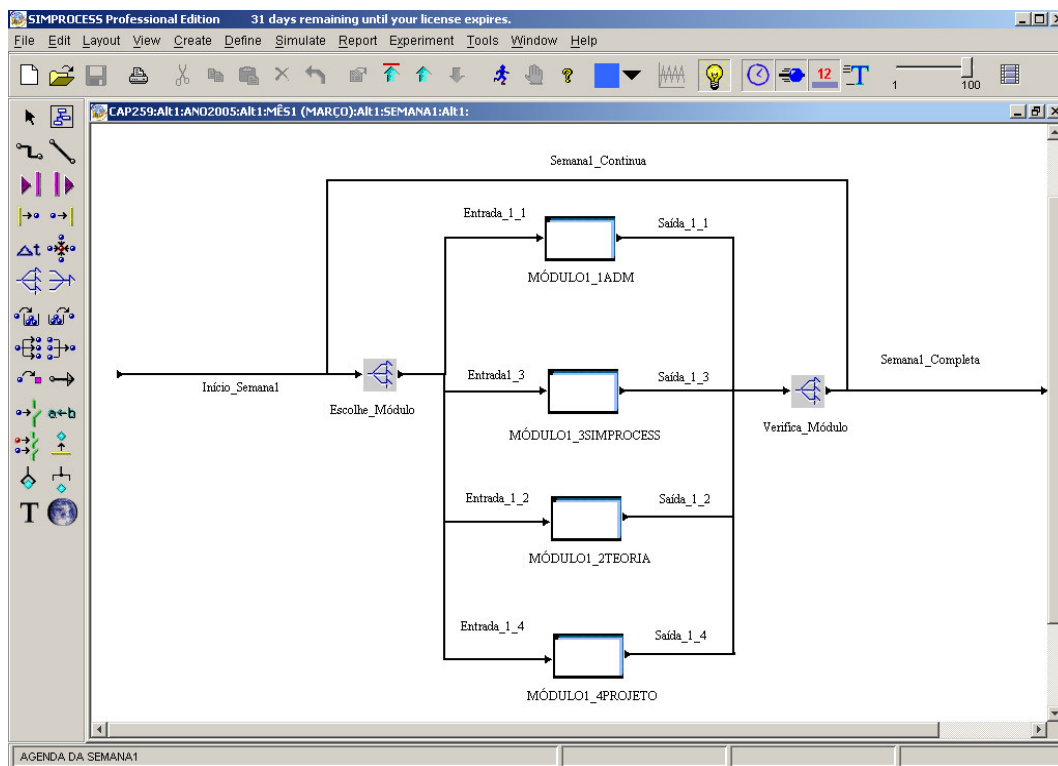 SIMPROCESS Professional Edition 31 days remaining until your license expires.
File Edit Layout View Create Define Simulate Report Experiment Tools Window Help
12 T 1 100
CAP259:Alt1:ANO2005:Alt1:MÊS1 (MARÇO):Alt1:SEMANA1:Alt1:
Semana1_Continua
Entrada_1_1 Saída_1_1
MÓDULO1_1ADM
Δt
Semana1_Completa
Início_Semana1
Entrada1_3 Saída_1_3
Escolhe_Módulo
MÓDULO1_3SIMPROCESS
Verifica_Módulo
a←b
Entrada_1_2 Saída_1_2
T
MÓDULO1_2TEORIA
Entrada_1_4 Saída_1_4
MÓDULO1_4PROJETO
AGENDA DA SEMANA1